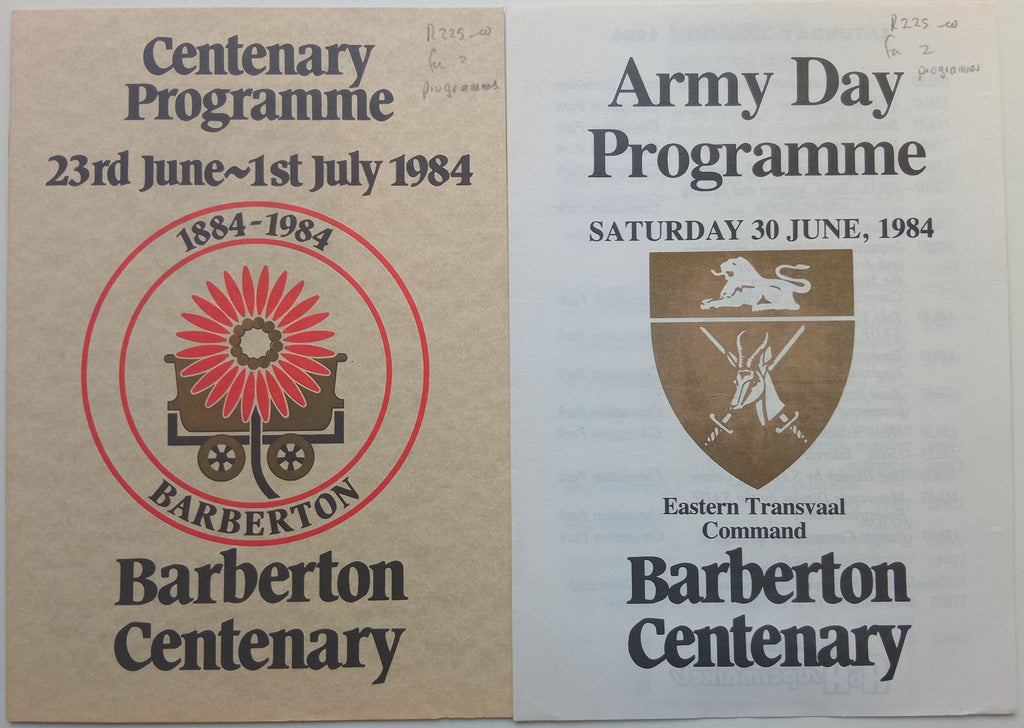 R225-00
for 2
programmes
Centenary
Programme
23rd June~1st July 1984
1884-1984
BARBERTON
Barberton
Centenary
R225-00
for 2
programmes
Army Day
Programme
SATURDAY 30 JUNE, 1984
Eastern Transvaal
Command
Barberton
Centenary